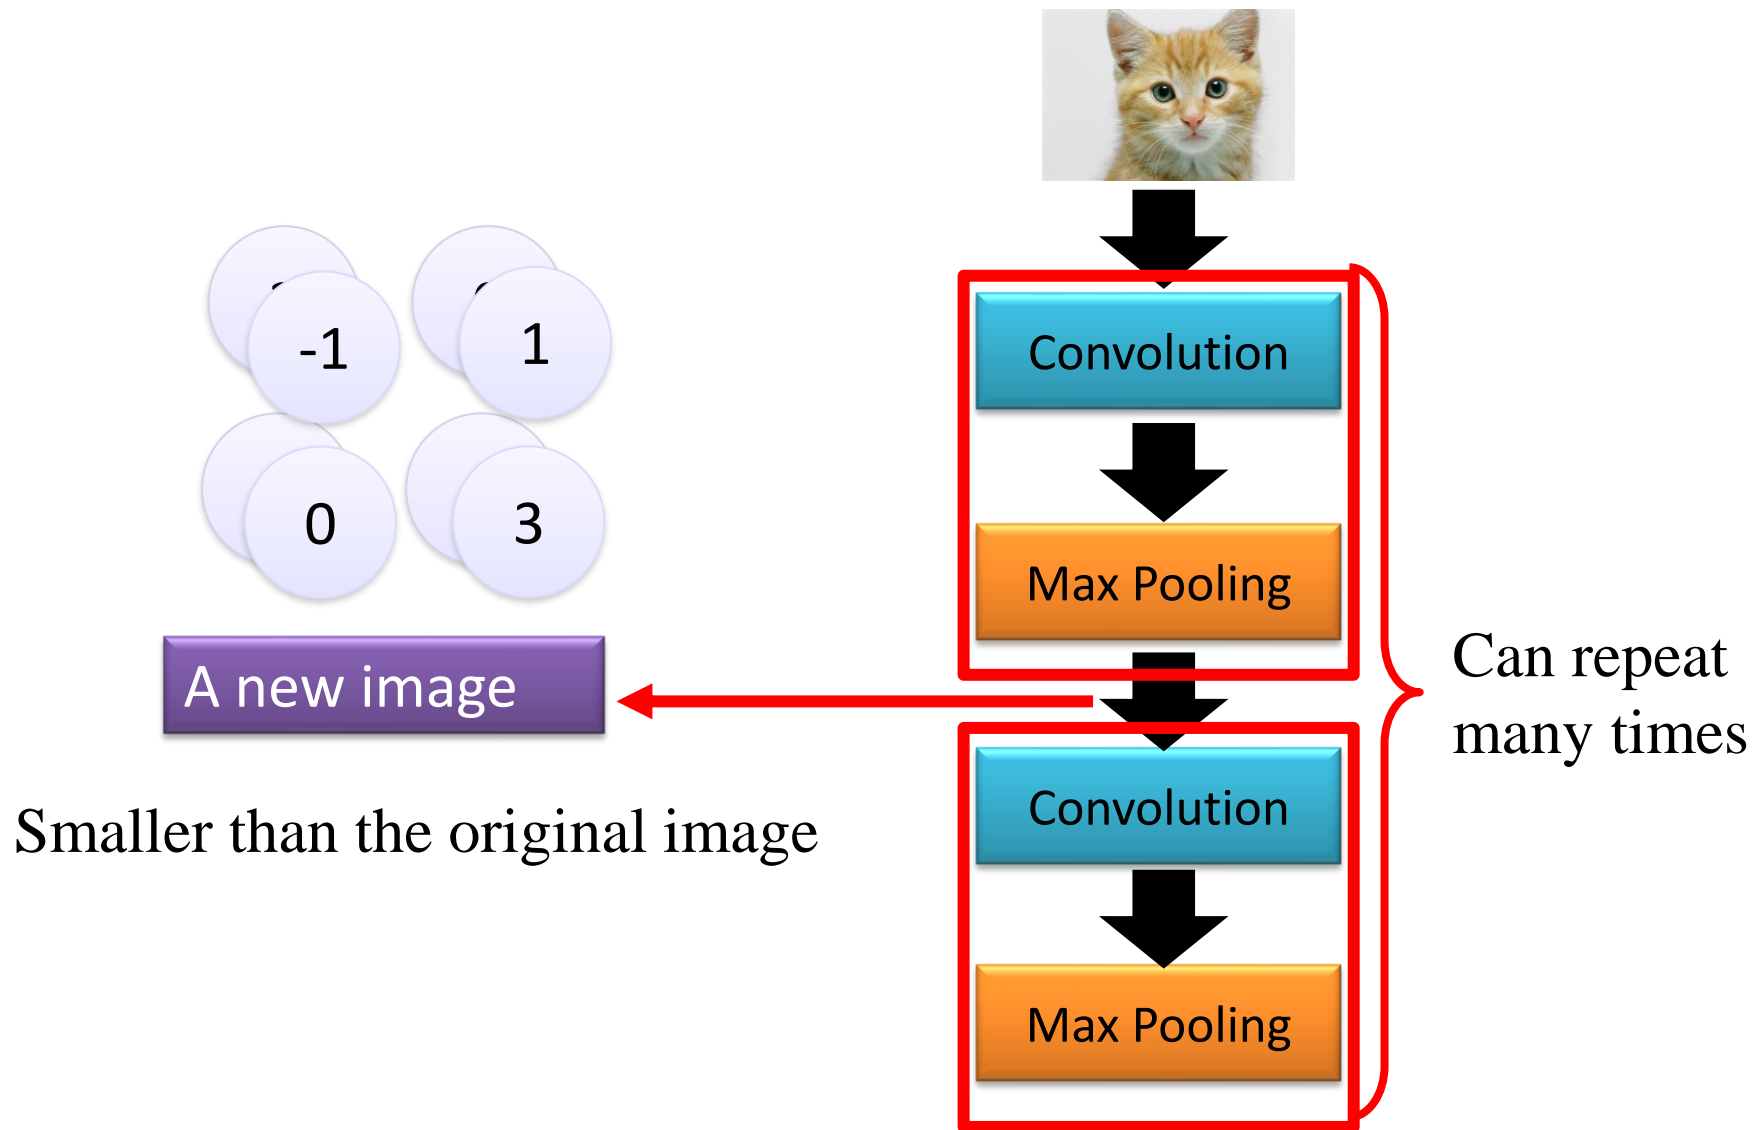 -1
1
0
3
A new image
Smaller than the original image
Convolution
Max Pooling
Convolution
Max Pooling
Can repeat
many times